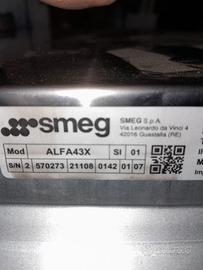 smeg
SMEG S.p.A.
Via Leonardo da Vinci 4
42016 Guastalla (RE)
Mod ALFA43X SI 01
S/N 2 570273 21108 0142 01 07